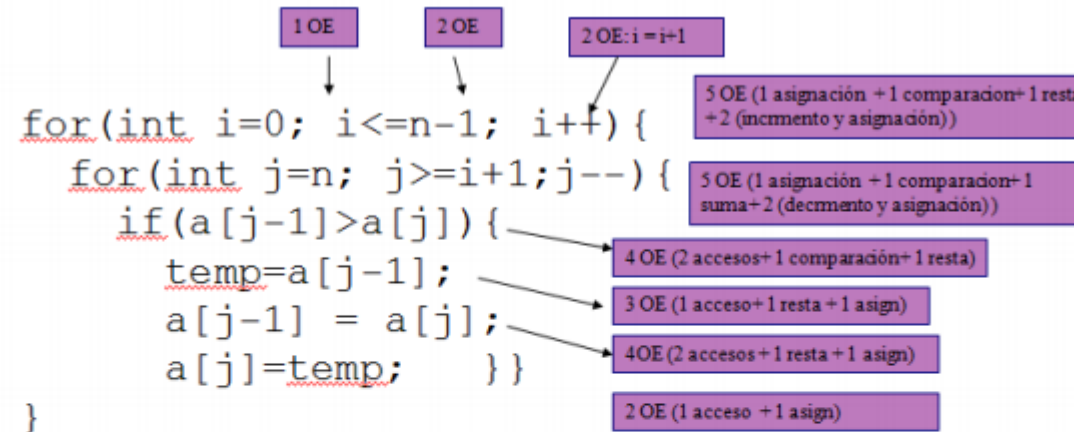 1 OE
2 OE
2 OE: i = i+1
for(int i=0; i<=n-1; i++){
5 OE (1 asignación + 1 comparacion+ 1 resta
+2 (incrmento y asignación))
for(int j=n; j>=i+1;j--){
5 OE (1 asignación + 1 comparacion+ 1
suma+ 2 (decrmento y asignación))
if(a[j-1]>a[j]){
4 OE (2 accesos+ 1 comparación+ 1 resta)
temp=a[j-1];
3 OE (1 acceso+ 1 resta + 1 asign)
a[j-1] = a[j];
4OE (2 accesos + 1 resta + 1 asign)
a[j]=temp; }}
2 OE (1 acceso + 1 asign)
}